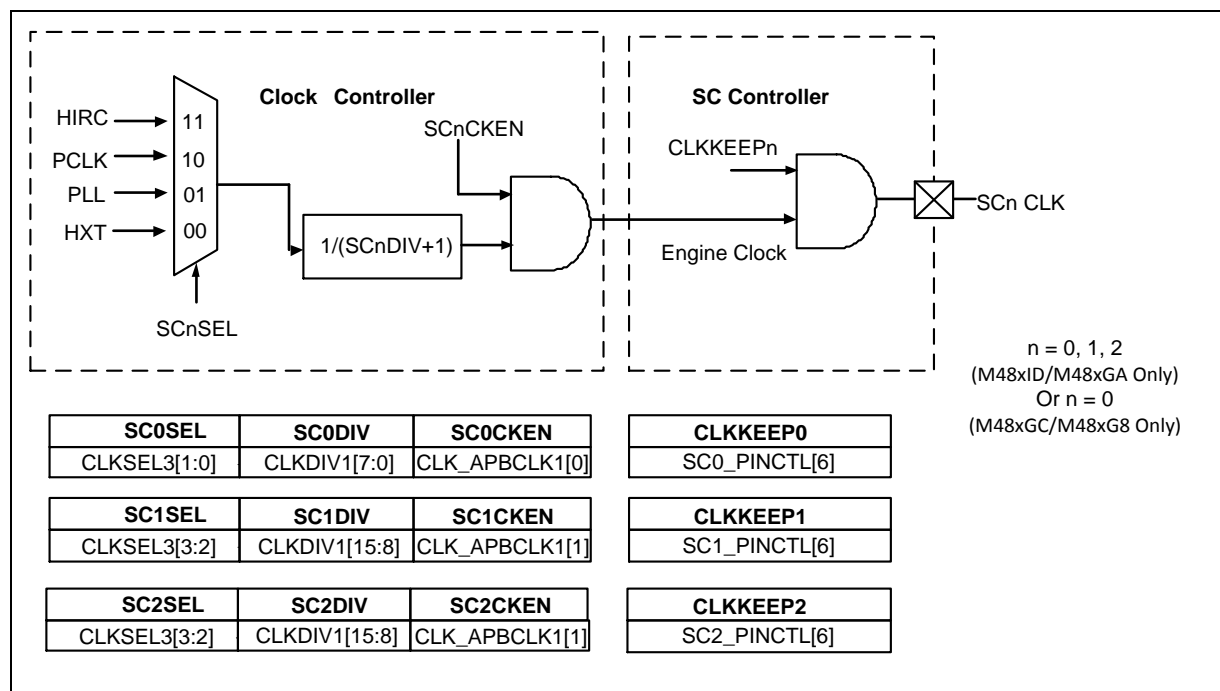 Clock Controller
SC Controller
HIRC
11
SCnCKEN
CLKKEEPn
PCLK
10
PLL
01
HXT
00
1/(SCnDIV+1)
Engine Clock
SCn CLK
SCnSEL
n = 0, 1, 2
(M48xID/M48xGA Only)
Or n = 0
(M48xGC/M48xG8 Only)
SC0SEL SC0DIV SC0CKEN CLKKEEP0
CLKSEL3[1:0] CLKDIV1[7:0] CLK_APBCLK1[0] SC0_PINCTL[6]
SC1SEL SC1DIV SC1CKEN CLKKEEP1
CLKSEL3[3:2] CLKDIV1[15:8] CLK_APBCLK1[1] SC1_PINCTL[6]
SC2SEL SC2DIV SC2CKEN CLKKEEP2
CLKSEL3[3:2] CLKDIV1[15:8] CLK_APBCLK1[1] SC2_PINCTL[6]